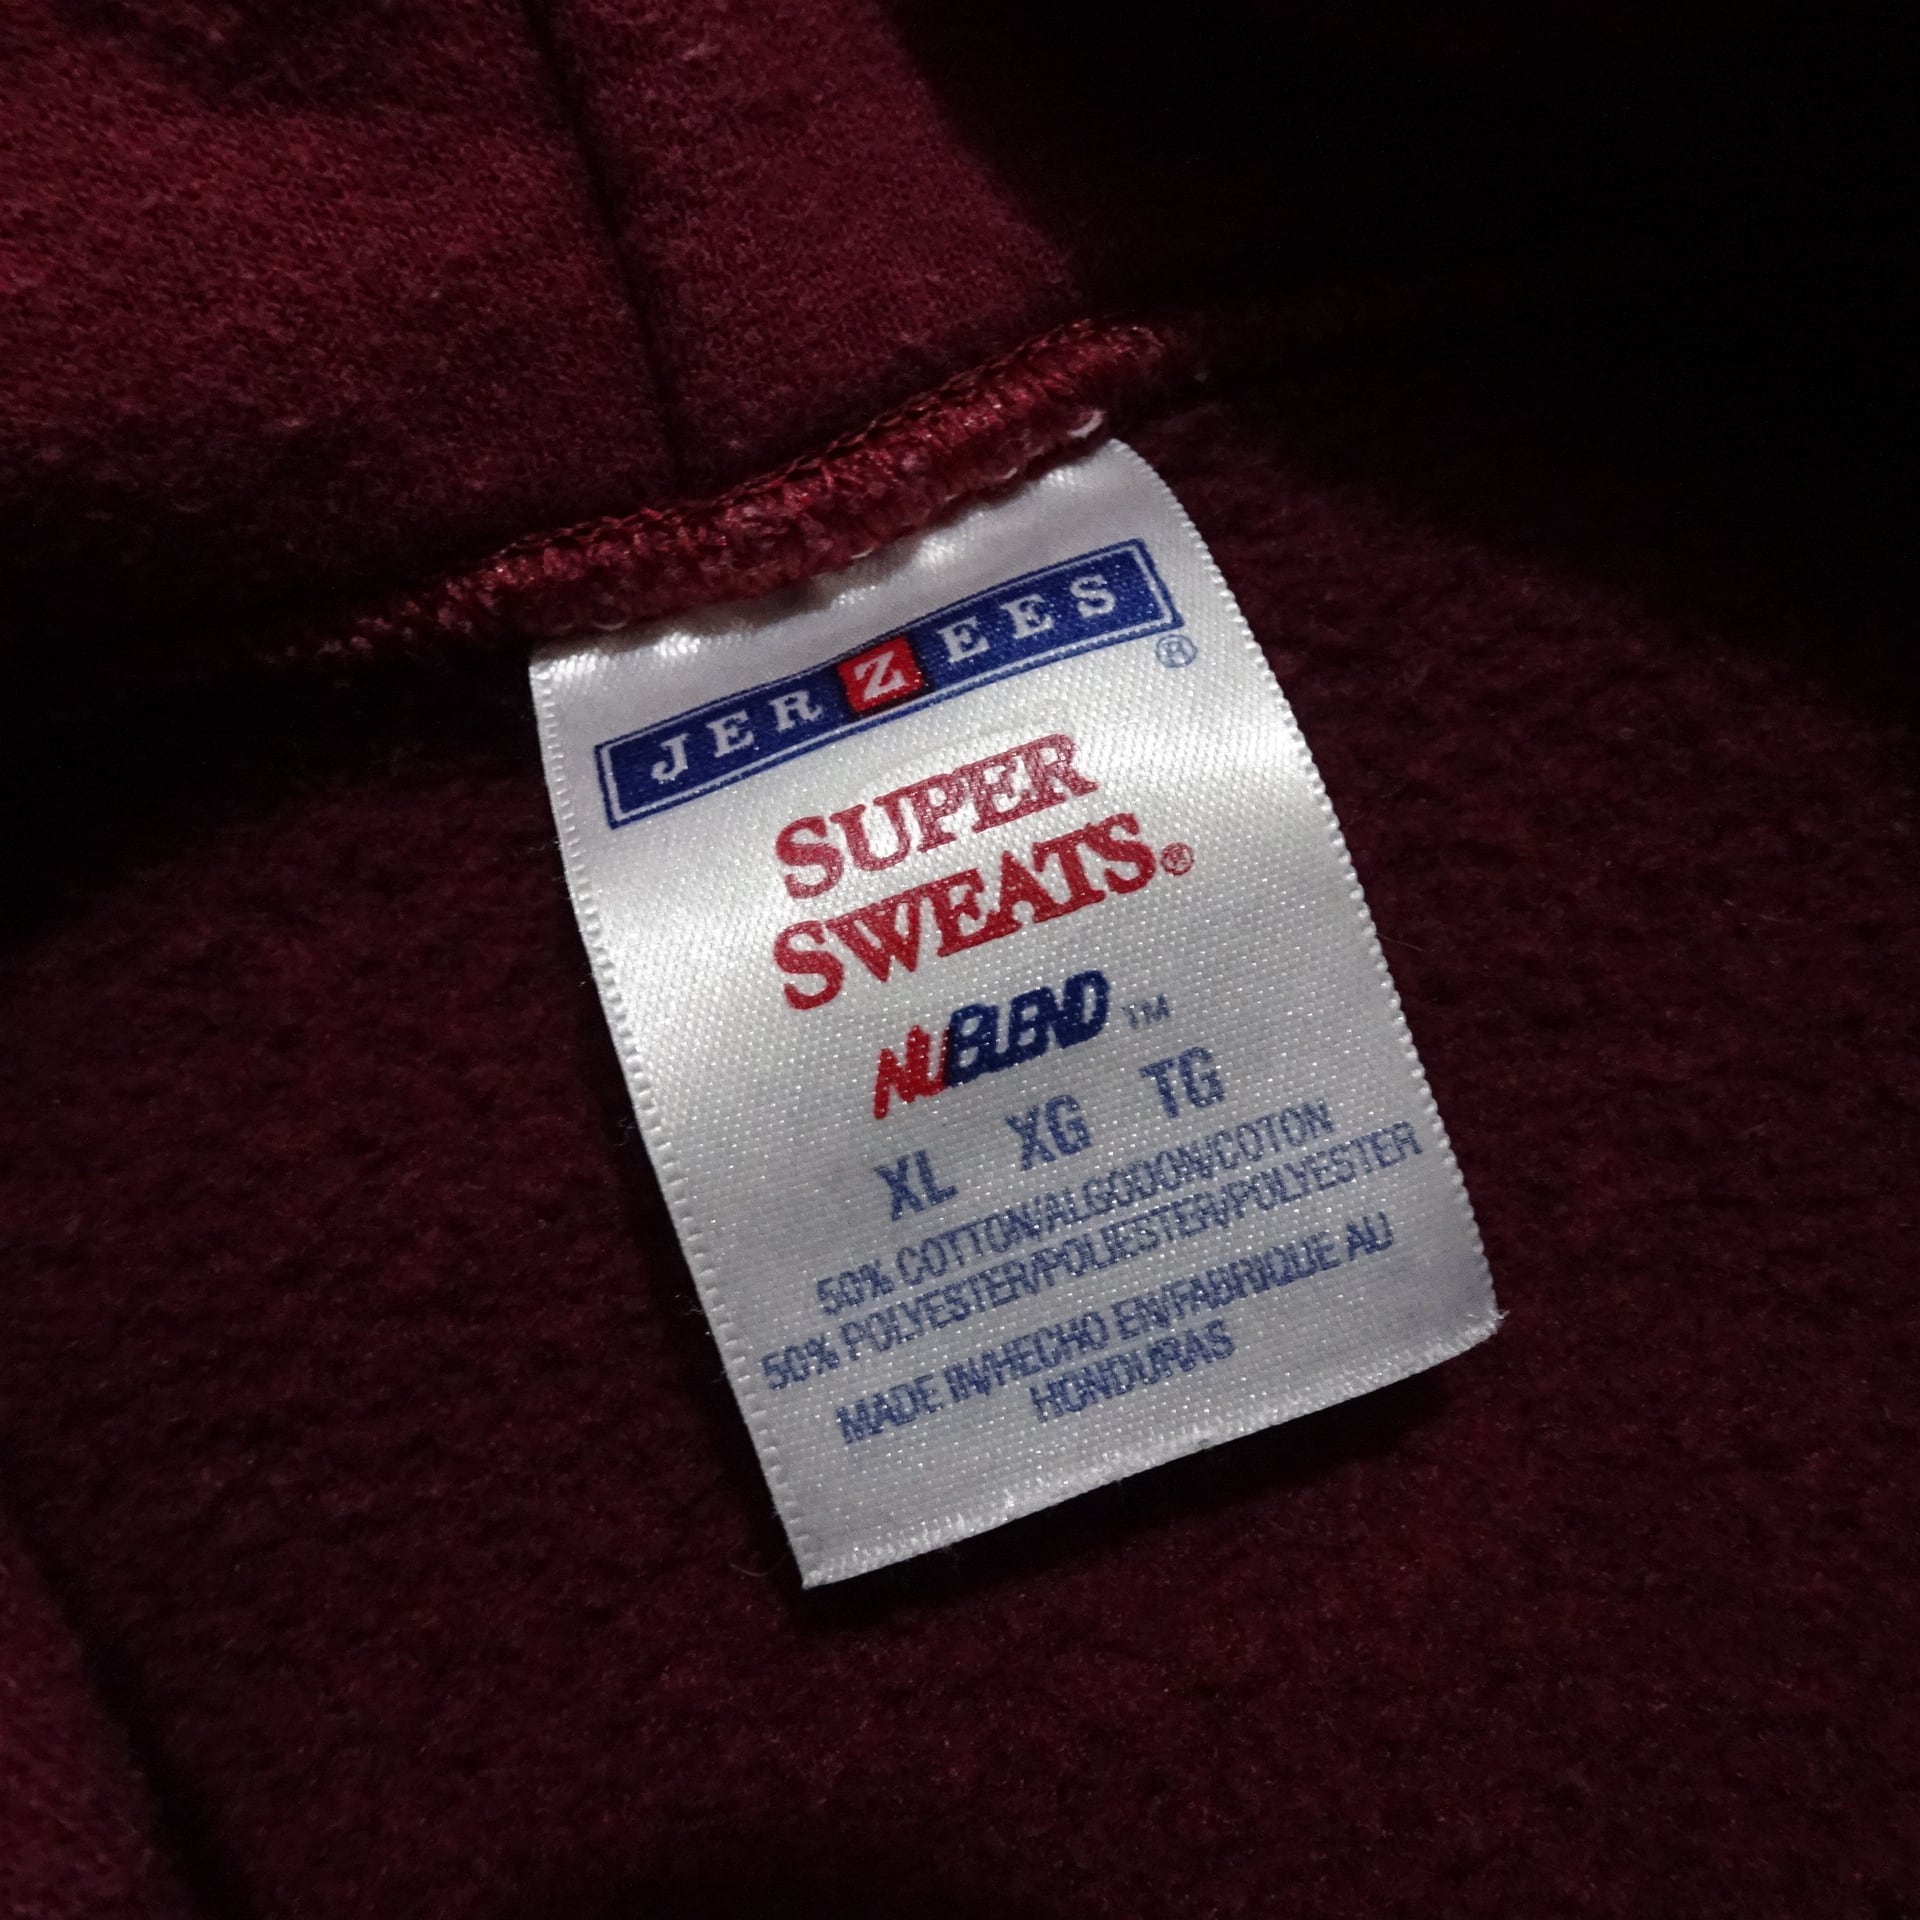 JERZEES®
SUPER
SWEATS®
NUBLEND™
XL XG TG
50% COTTON/ALGODON/COTON
50% POLYESTER/POLIESTER/POLYESTER
MADE IN/HECHO EN/FABRIQUE AU
HONDURAS